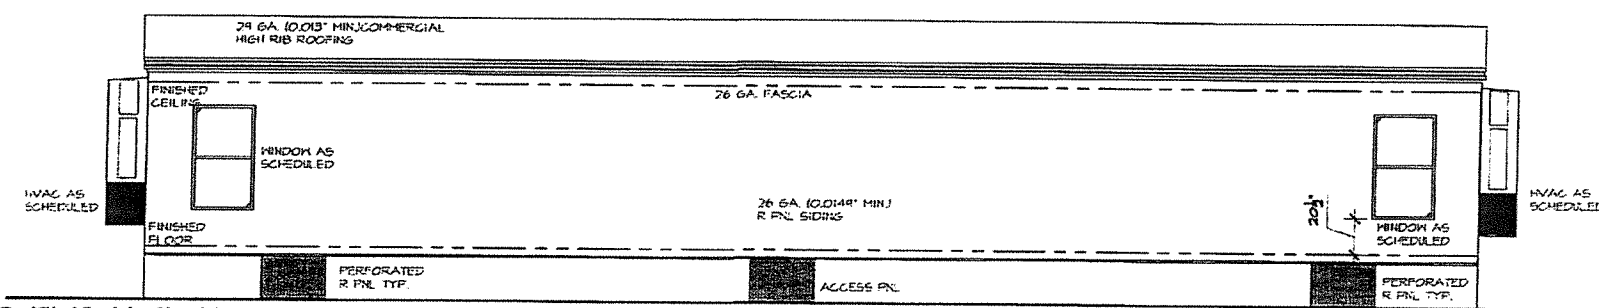 29 GA. (0.013" MIN.)COMMERCIAL
HIGH RIB ROOFING
FINISHED
CEILING
26 GA. FASCIA
WINDOW AS
SCHEDULED
HVAC AS
SCHEDULED
26 GA. (0.0149" MIN.)
R PNL SIDING
20½"
HVAC AS
SCHEDULED
FINISHED
FLOOR
WINDOW AS
SCHEDULED
PERFORATED
R PNL TYP.
ACCESS PNL
PERFORATED
R PNL TYP.